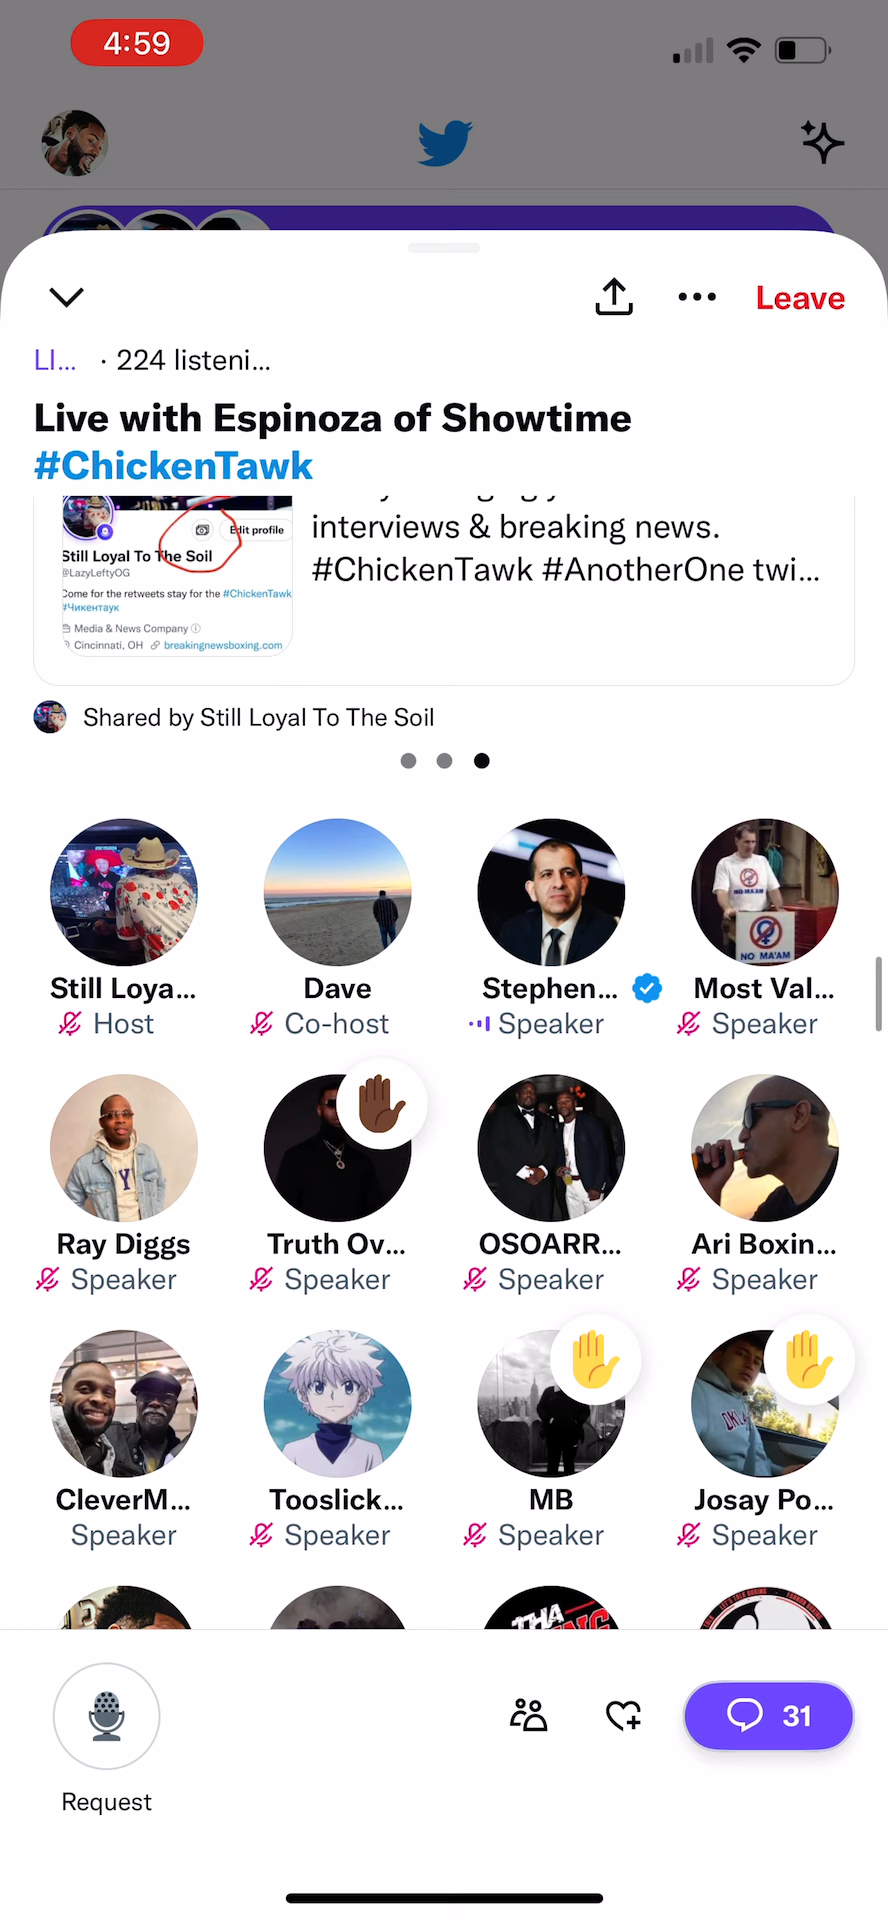 4:59
Leave
LI... · 224 listeni...
Live with Espinoza of Showtime
#ChickenTawk
Edit profile
Still Loyal To The Soil
@LazyLeftyOG
Come for the retweets stay for the #ChickenTawk
#Чикентаук
Media & News Company
Cincinnati, OH breakingnewsboxing.com
interviews & breaking news.
#ChickenTawk #AnotherOne twi...
Shared by Still Loyal To The Soil
NO MA'AM
NO MA'AM
Still Loya... Dave Stephen... Most Val...
Host Co-host Speaker Speaker
Y
Ray Diggs Truth Ov... OSOARR... Ari Boxin...
Speaker Speaker Speaker Speaker
CleverM... Tooslick... MB Josay Po...
Speaker Speaker Speaker Speaker
THA
31
Request